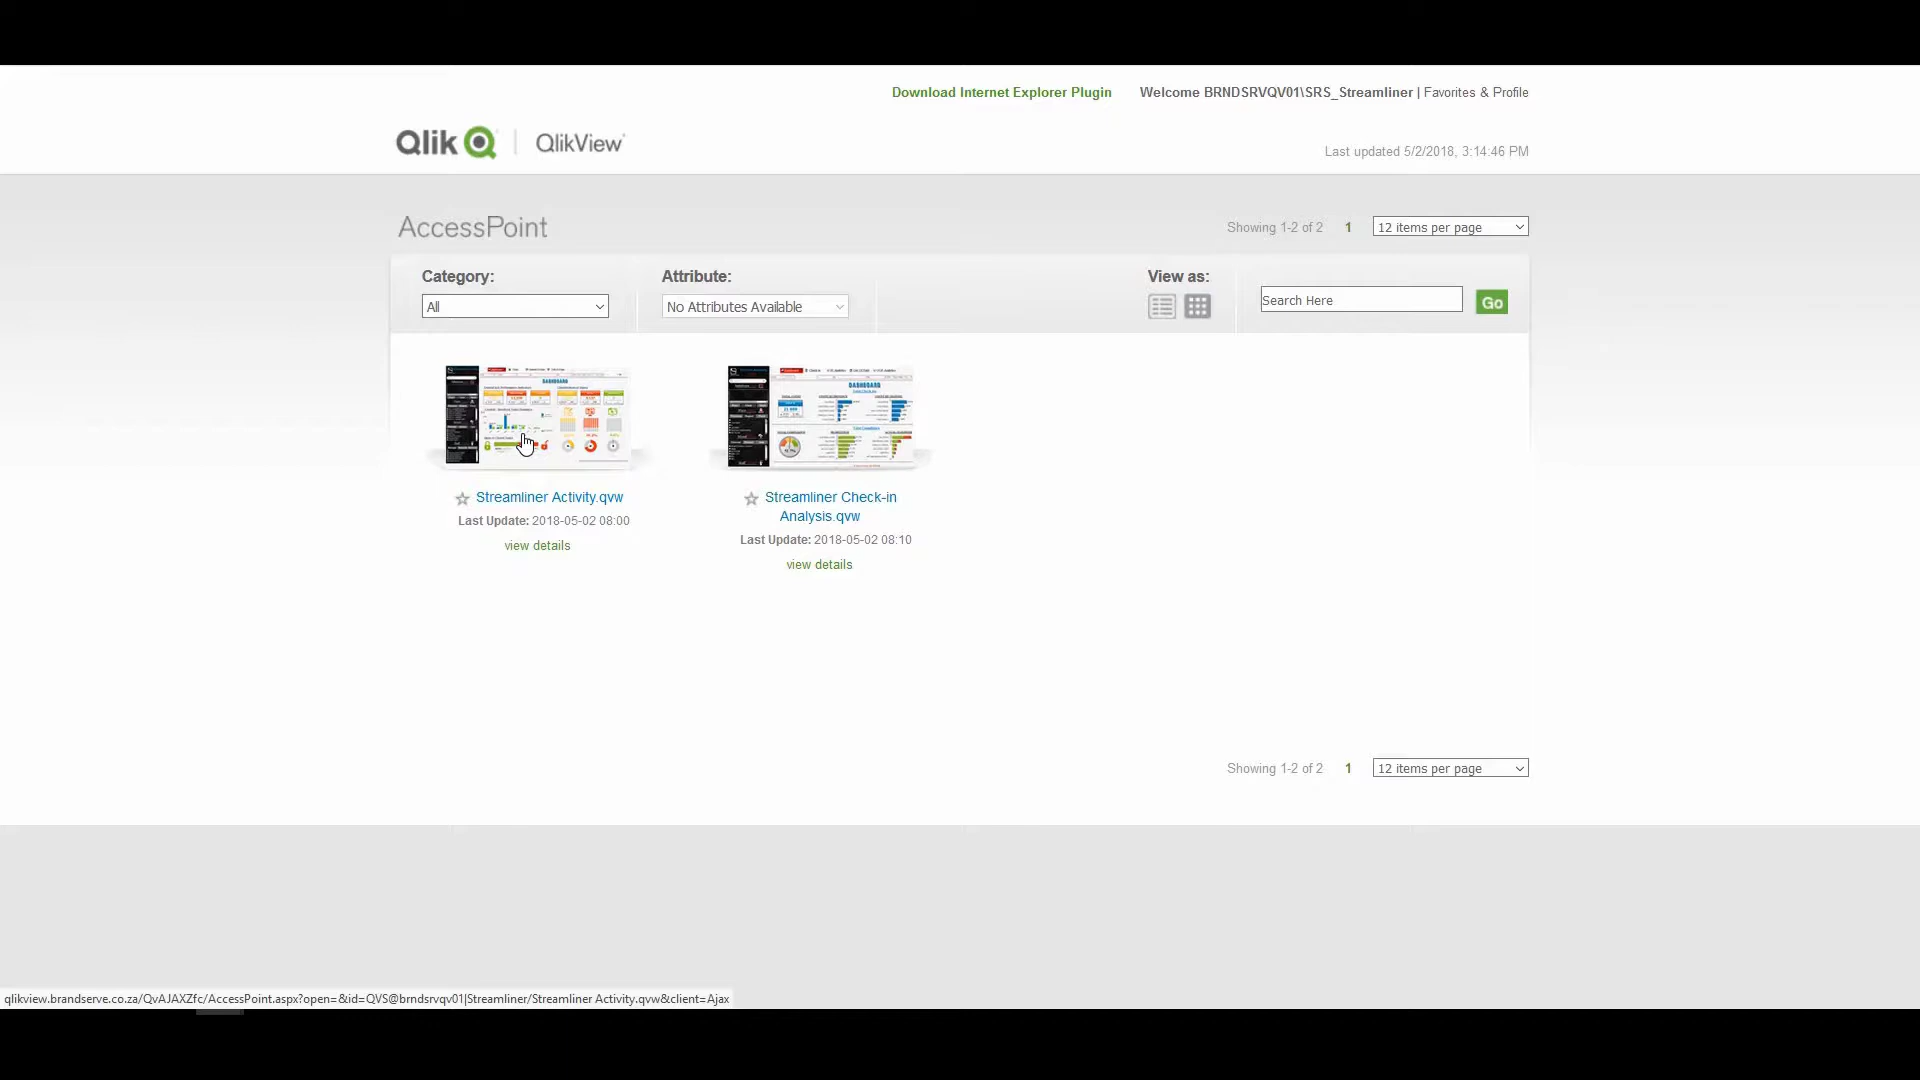 Download Internet Explorer Plugin Welcome BRNDSRVQV01\SRS_Streamliner | Favorites & Profile
Qlik QlikView
Last updated 5/2/2018, 3:14:46 PM
AccessPoint Showing 1-2 of 2 1 12 items per page
Category: Attribute: View as:
All No Attributes Available Search Here Go
DASHBOARD DASHBOARD
Streamliner Activity.qvw
Last Update: 2018-05-02 08:00
view details
Streamliner Check-in
Analysis.qvw
Last Update: 2018-05-02 08:10
view details
Showing 1-2 of 2 1 12 items per page
qlikview.brandserve.co.za/QvAJAXZfc/AccessPoint.aspx?open=&id=QVS@brndsrvqv01|Streamliner/Streamliner Activity.qvw&client=Ajax